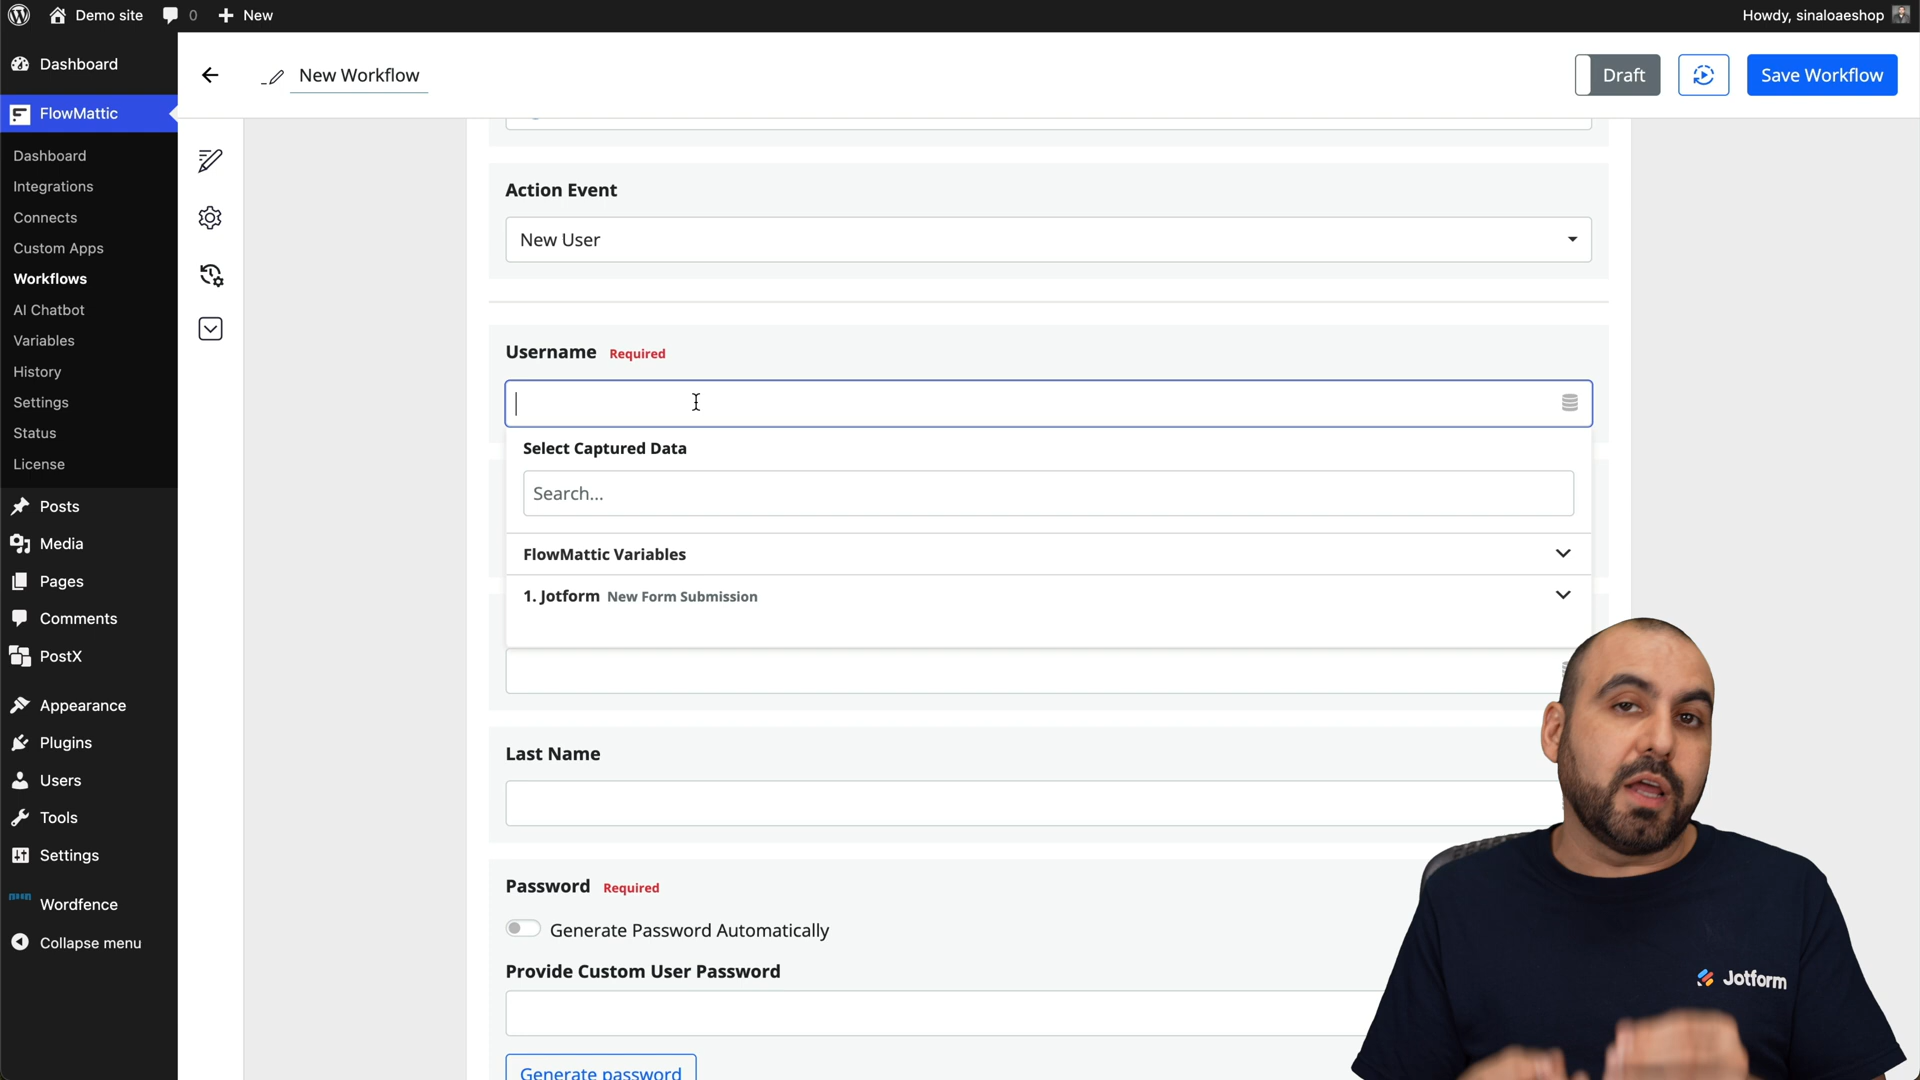 Demo site
0
New
Howdy, sinaloaeshop
Dashboard
FlowMattic
Dashboard
Integrations
Connects
Custom Apps
Workflows
AI Chatbot
Variables
History
Settings
Status
License
Posts
Media
Pages
Comments
PostX
Appearance
Plugins
Users
Tools
Settings
Wordfence
Collapse menu
New Workflow
Draft
Save Workflow
Action Event
New User
Username Required
Select Captured Data
Search...
FlowMattic Variables
1. Jotform New Form Submission
Last Name
Password Required
Generate Password Automatically
Provide Custom User Password
Generate password
Jotform